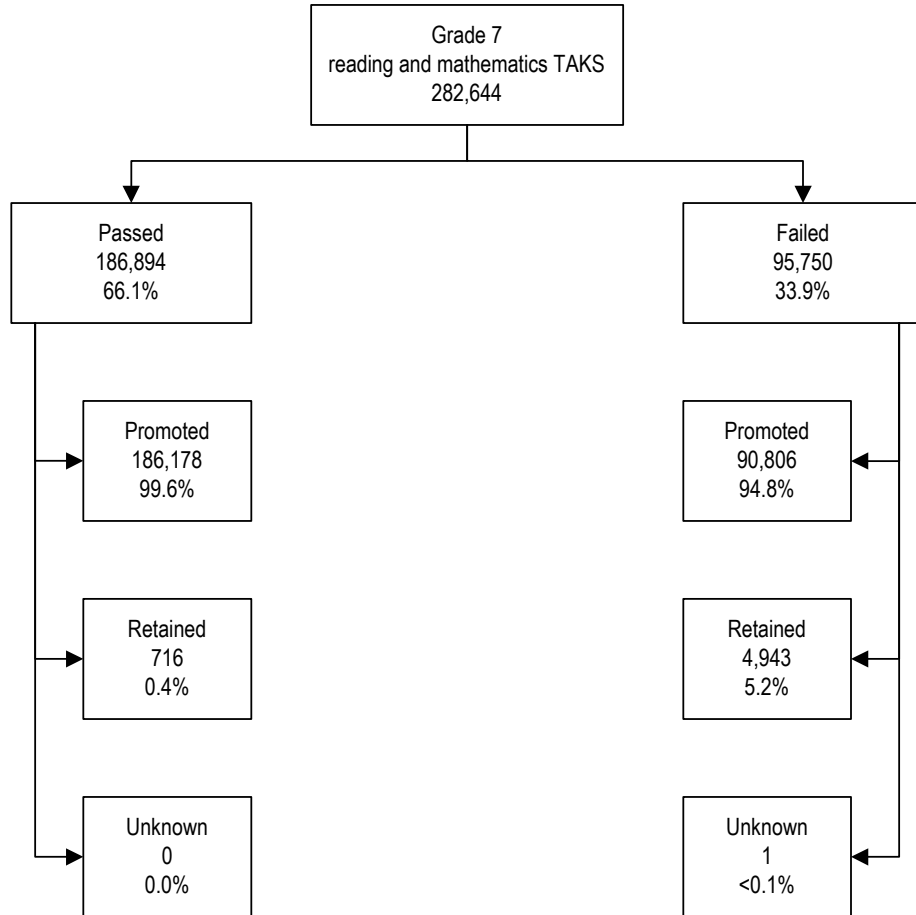 Grade 7
reading and mathematics TAKS
282,644
Passed
186,894
66.1%
Failed
95,750
33.9%
Promoted
186,178
99.6%
Promoted
90,806
94.8%
Retained
716
0.4%
Retained
4,943
5.2%
Unknown
0
0.0%
Unknown
1
<0.1%